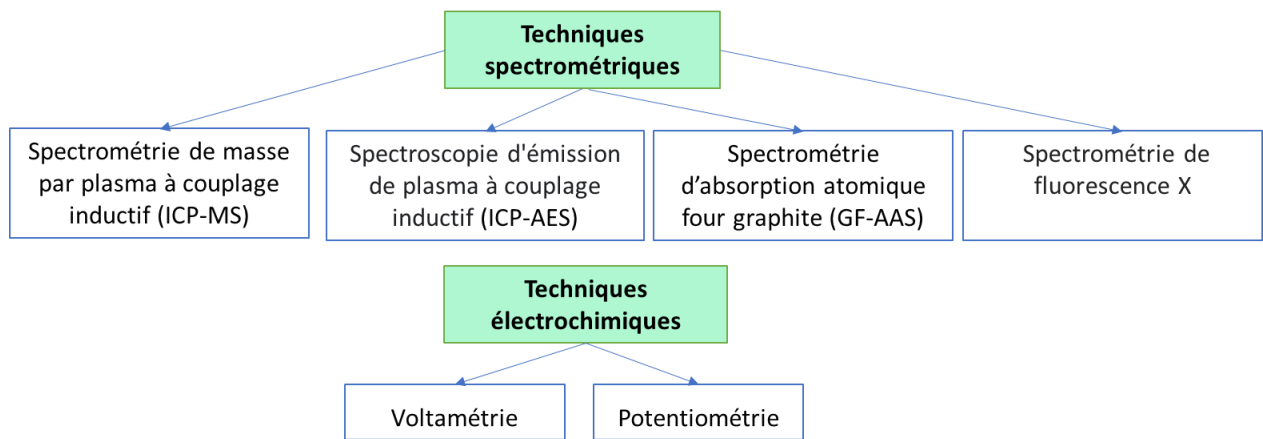 Techniques
spectrométriques
Spectrométrie de masse
par plasma à couplage
inductif (ICP-MS)
Spectroscopie d'émission
de plasma à couplage
inductif (ICP-AES)
Spectrométrie
d’absorption atomique
four graphite (GF-AAS)
Spectrométrie de
fluorescence X
Techniques
électrochimiques
Voltamétrie
Potentiométrie